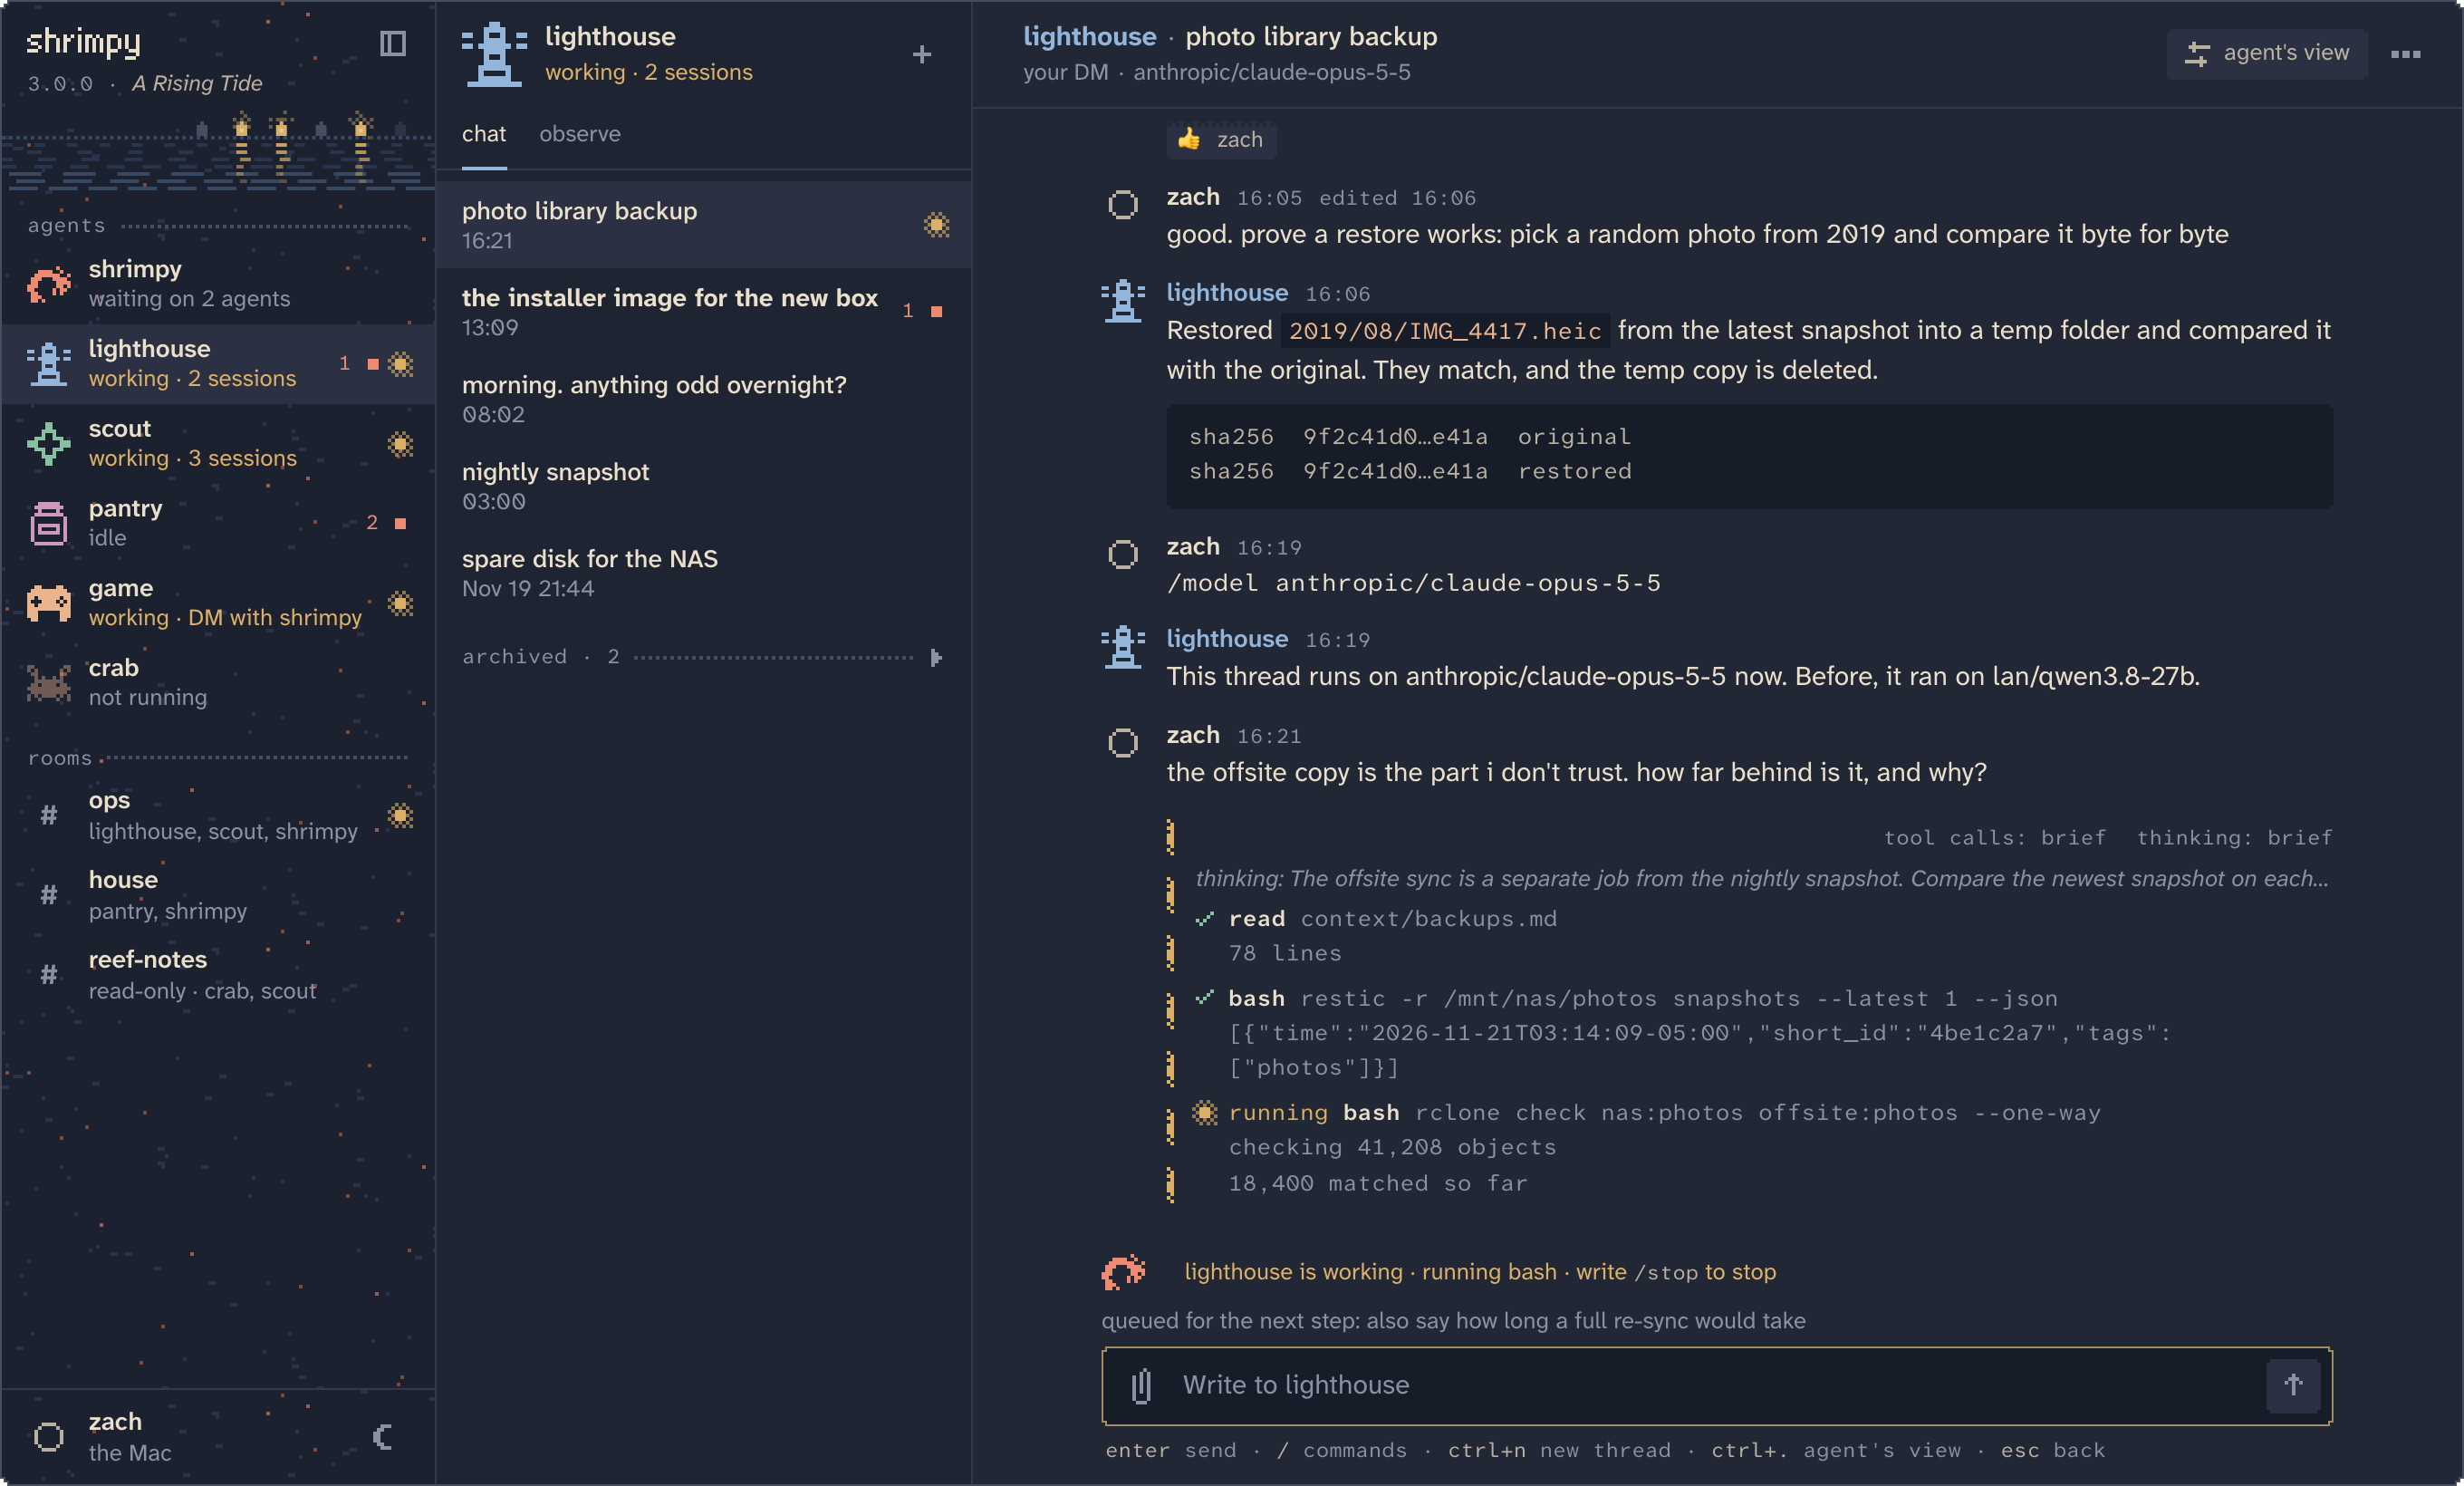 shrimpy
3.0.0 · A Rising Tide
agents
shrimpy
waiting on 2 agents
lighthouse
working · 2 sessions
1
scout
working · 3 sessions
pantry
idle
2
game
working · DM with shrimpy
crab
not running
rooms
# ops
lighthouse, scout, shrimpy
# house
pantry, shrimpy
# reef-notes
read-only · crab, scout
zach
the Mac
lighthouse
working · 2 sessions
+
chat observe
photo library backup
16:21
the installer image for the new box
13:09
1
morning. anything odd overnight?
08:02
nightly snapshot
03:00
spare disk for the NAS
Nov 19 21:44
archived · 2
lighthouse · photo library backup
your DM · anthropic/claude-opus-5-5
agent's view
👍 zach
zach 16:05 edited 16:06
good. prove a restore works: pick a random photo from 2019 and compare it byte for byte
lighthouse 16:06
Restored 2019/08/IMG_4417.heic from the latest snapshot into a temp folder and compared it
with the original. They match, and the temp copy is deleted.
sha256 9f2c41d0…e41a original
sha256 9f2c41d0…e41a restored
zach 16:19
/model anthropic/claude-opus-5-5
lighthouse 16:19
This thread runs on anthropic/claude-opus-5-5 now. Before, it ran on lan/qwen3.8-27b.
zach 16:21
the offsite copy is the part i don't trust. how far behind is it, and why?
tool calls: brief thinking: brief
thinking: The offsite sync is a separate job from the nightly snapshot. Compare the newest snapshot on each…
✓ read context/backups.md
78 lines
✓ bash restic -r /mnt/nas/photos snapshots --latest 1 --json
[{"time":"2026-11-21T03:14:09-05:00","short_id":"4be1c2a7","tags":
["photos"]}]
running bash rclone check nas:photos offsite:photos --one-way
checking 41,208 objects
18,400 matched so far
lighthouse is working · running bash · write /stop to stop
queued for the next step: also say how long a full re-sync would take
Write to lighthouse
enter send · / commands · ctrl+n new thread · ctrl+. agent's view · esc back